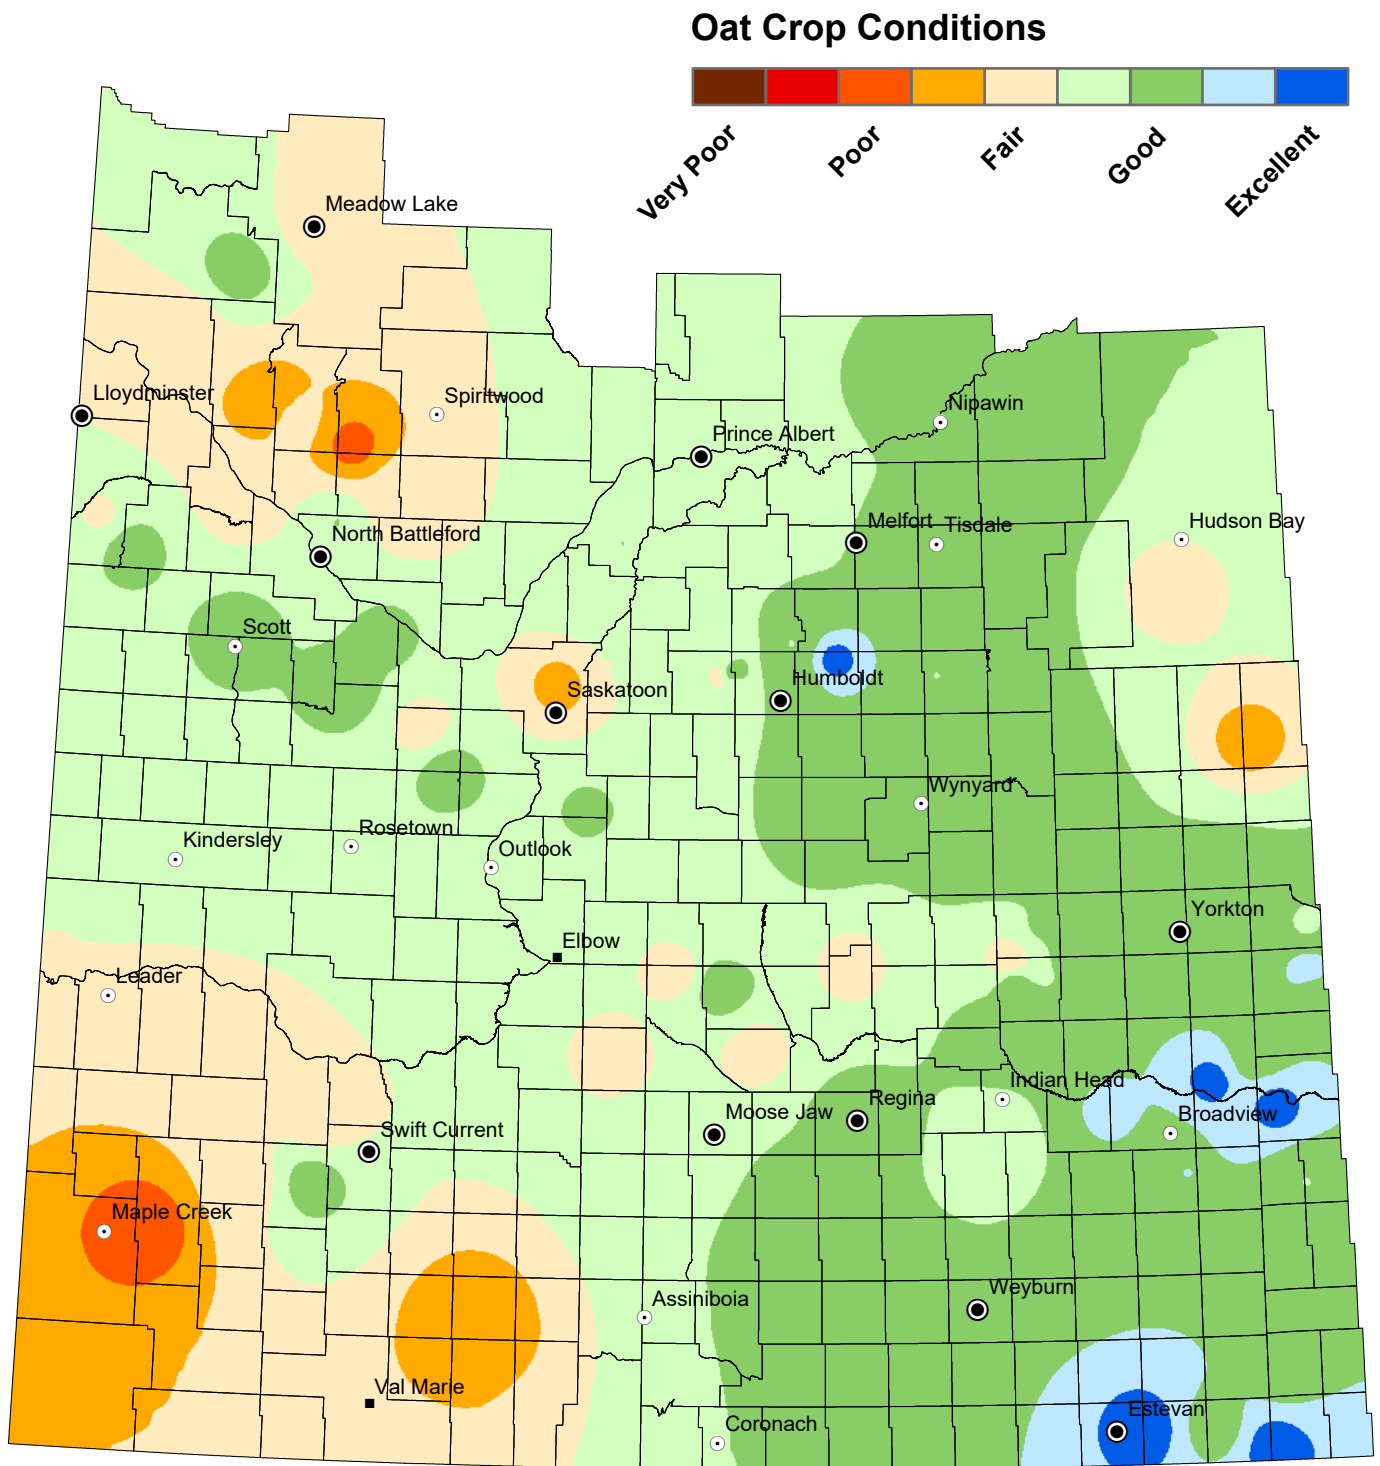 Oat Crop Conditions
Very Poor
Poor
Fair
Good
Excellent
Meadow Lake
Lloydminster
Spiritwood
Nipawin
Prince Albert
North Battleford
Melfort
Tisdale
Hudson Bay
Scott
Saskatoon
Humboldt
Wynyard
Kindersley
Rosetown
Outlook
Yorkton
Elbow
Leader
Indian Head
Regina
Moose Jaw
Broadview
Swift Current
Maple Creek
Assiniboia
Weyburn
Val Marie
Estevan
Coronach